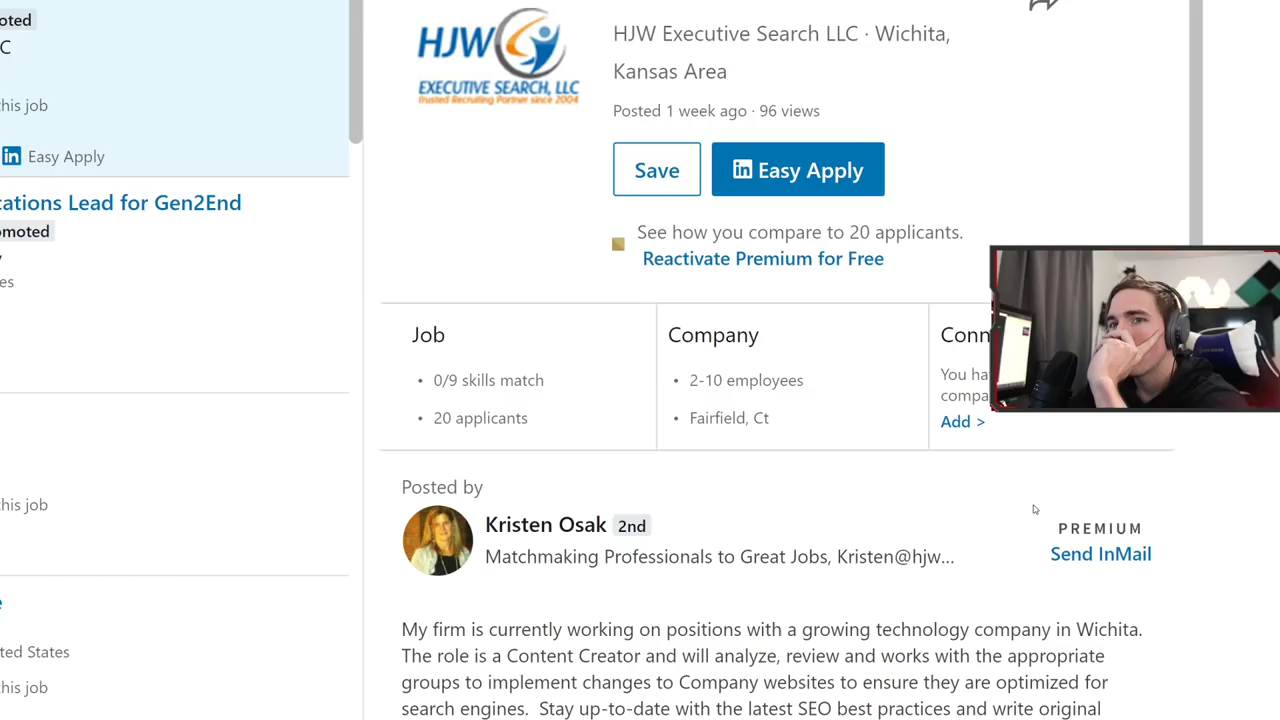 oted
C
his job
Easy Apply
cations Lead for Gen2End
omoted
es
his job
ted States
his job
HJW
EXECUTIVE SEARCH, LLC
Trusted Recruiting Partner since 2004
HJW Executive Search LLC · Wichita,
Kansas Area
Posted 1 week ago · 96 views
Save
in Easy Apply
See how you compare to 20 applicants.
Reactivate Premium for Free
Job
• 0/9 skills match
• 20 applicants
Company
• 2-10 employees
• Fairfield, Ct
Conn
You ha
compa
Add >
Posted by
Kristen Osak 2nd
Matchmaking Professionals to Great Jobs, Kristen@hjw...
PREMIUM
Send InMail
My firm is currently working on positions with a growing technology company in Wichita.
The role is a Content Creator and will analyze, review and works with the appropriate
groups to implement changes to Company websites to ensure they are optimized for
search engines.  Stay up-to-date with the latest SEO best practices and write original